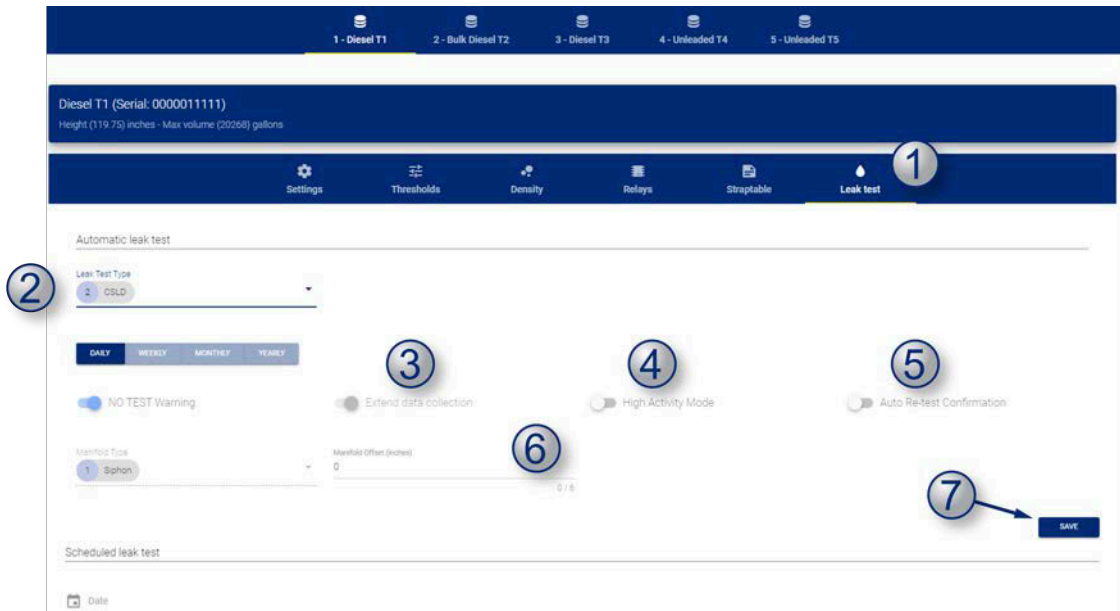 1 - Diesel T1
2 - Bulk Diesel T2
3 - Diesel T3
4 - Unleaded T4
5 - Unleaded T5
Diesel T1 (Serial: 0000011111)
Height (119.75) inches - Max volume (20268) gallons
1
Settings
Thresholds
Density
Relays
Straptable
Leak test
Automatic leak test
2
Leak Test Type
2 CSLD
DAILY
WEEKLY
MONTHLY
YEARLY
3
4
5
NO TEST Warning
Extend data collection
High Activity Mode
Auto Re-test Confirmation
6
Manifold Type
1 Siphon
Manifold Offset (inches)
0
0 / 6
7
SAVE
Scheduled leak test
Date